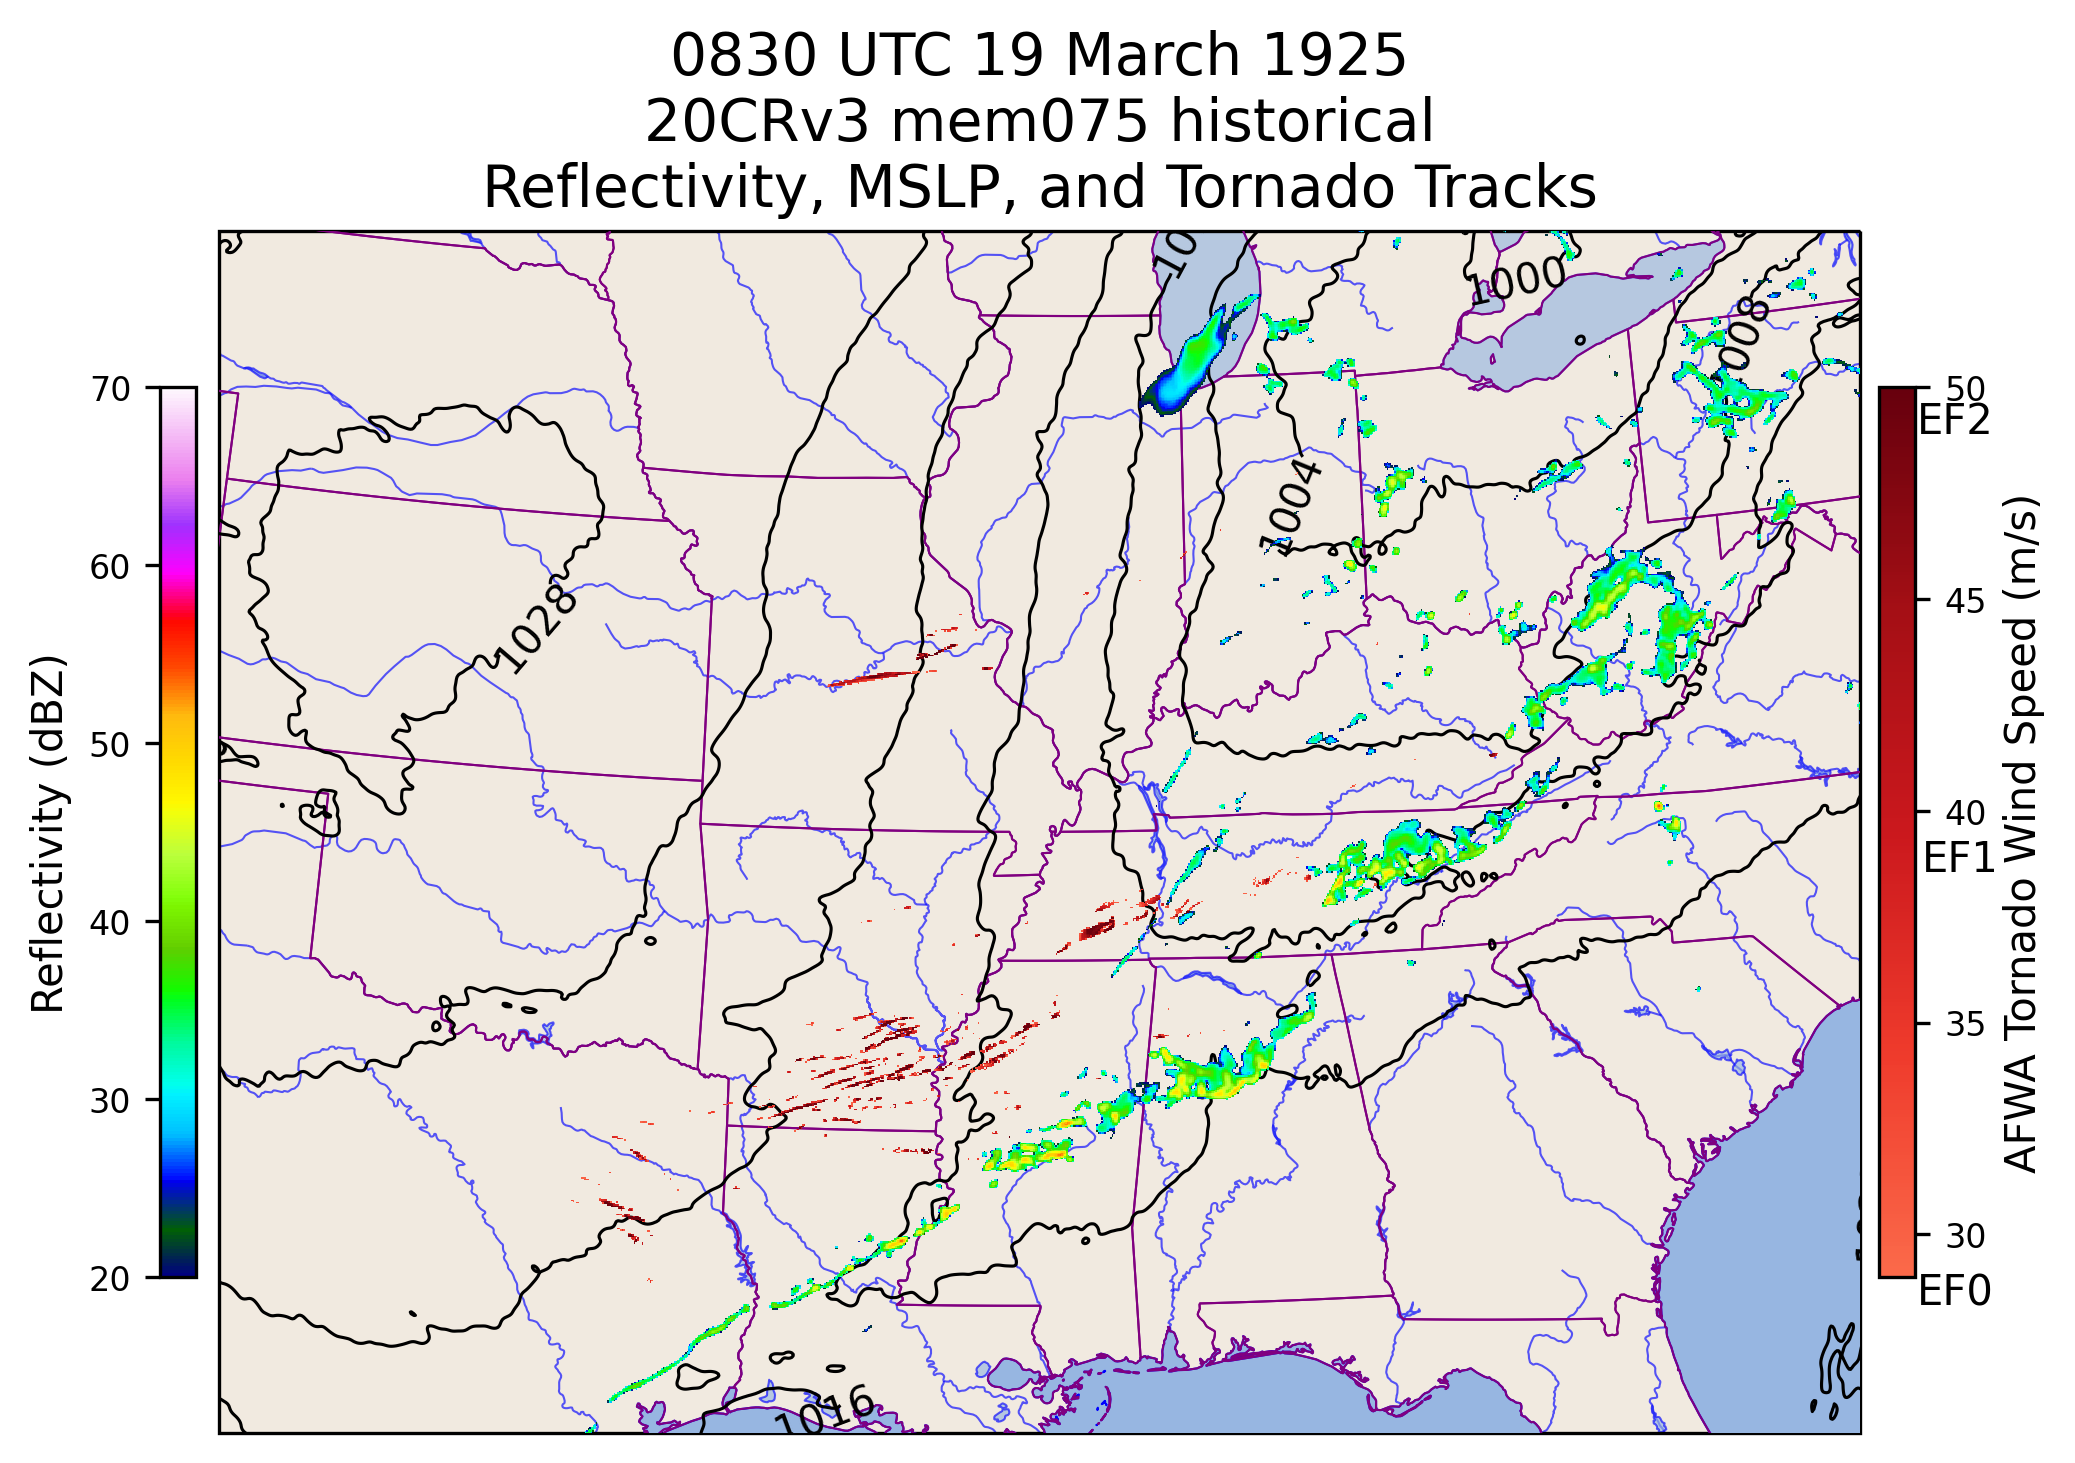 0830 UTC 19 March 1925
20CRv3 mem075 historical
Reflectivity, MSLP, and Tornado Tracks
10
1000
1008
1004
1028
1016
70
60
50
40
30
20
Reflectivity (dBZ)
50
EF2
45
40
EF1
35
30
EF0
AFWA Tornado Wind Speed (m/s)